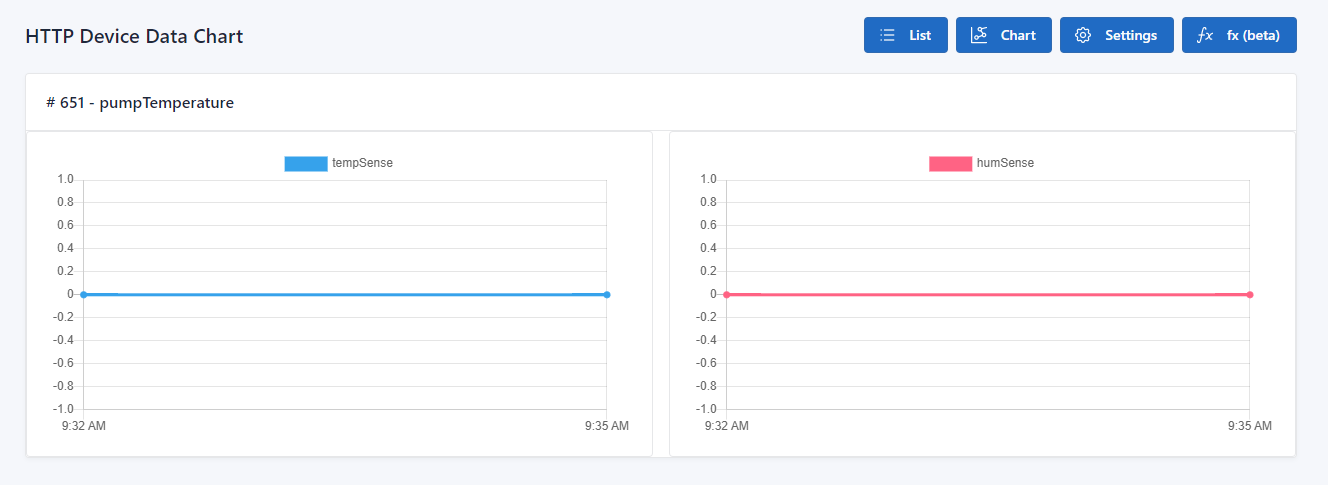 HTTP Device Data Chart
List
Chart
Settings
fx
fx (beta)
# 651 - pumpTemperature
tempSense
1.0
0.8
0.6
0.4
0.2
0
-0.2
-0.4
-0.6
-0.8
-1.0
9:32 AM
9:35 AM
humSense
1.0
0.8
0.6
0.4
0.2
0
-0.2
-0.4
-0.6
-0.8
-1.0
9:32 AM
9:35 AM